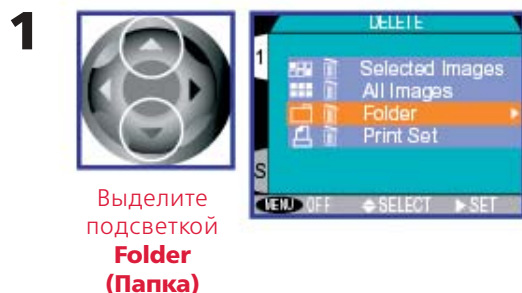 1
DELETE
1
Selected Images
All Images
Folder
Print Set
S
MENU OFF SELECT SET
Выделите
подсветкой
Folder
(Папка)